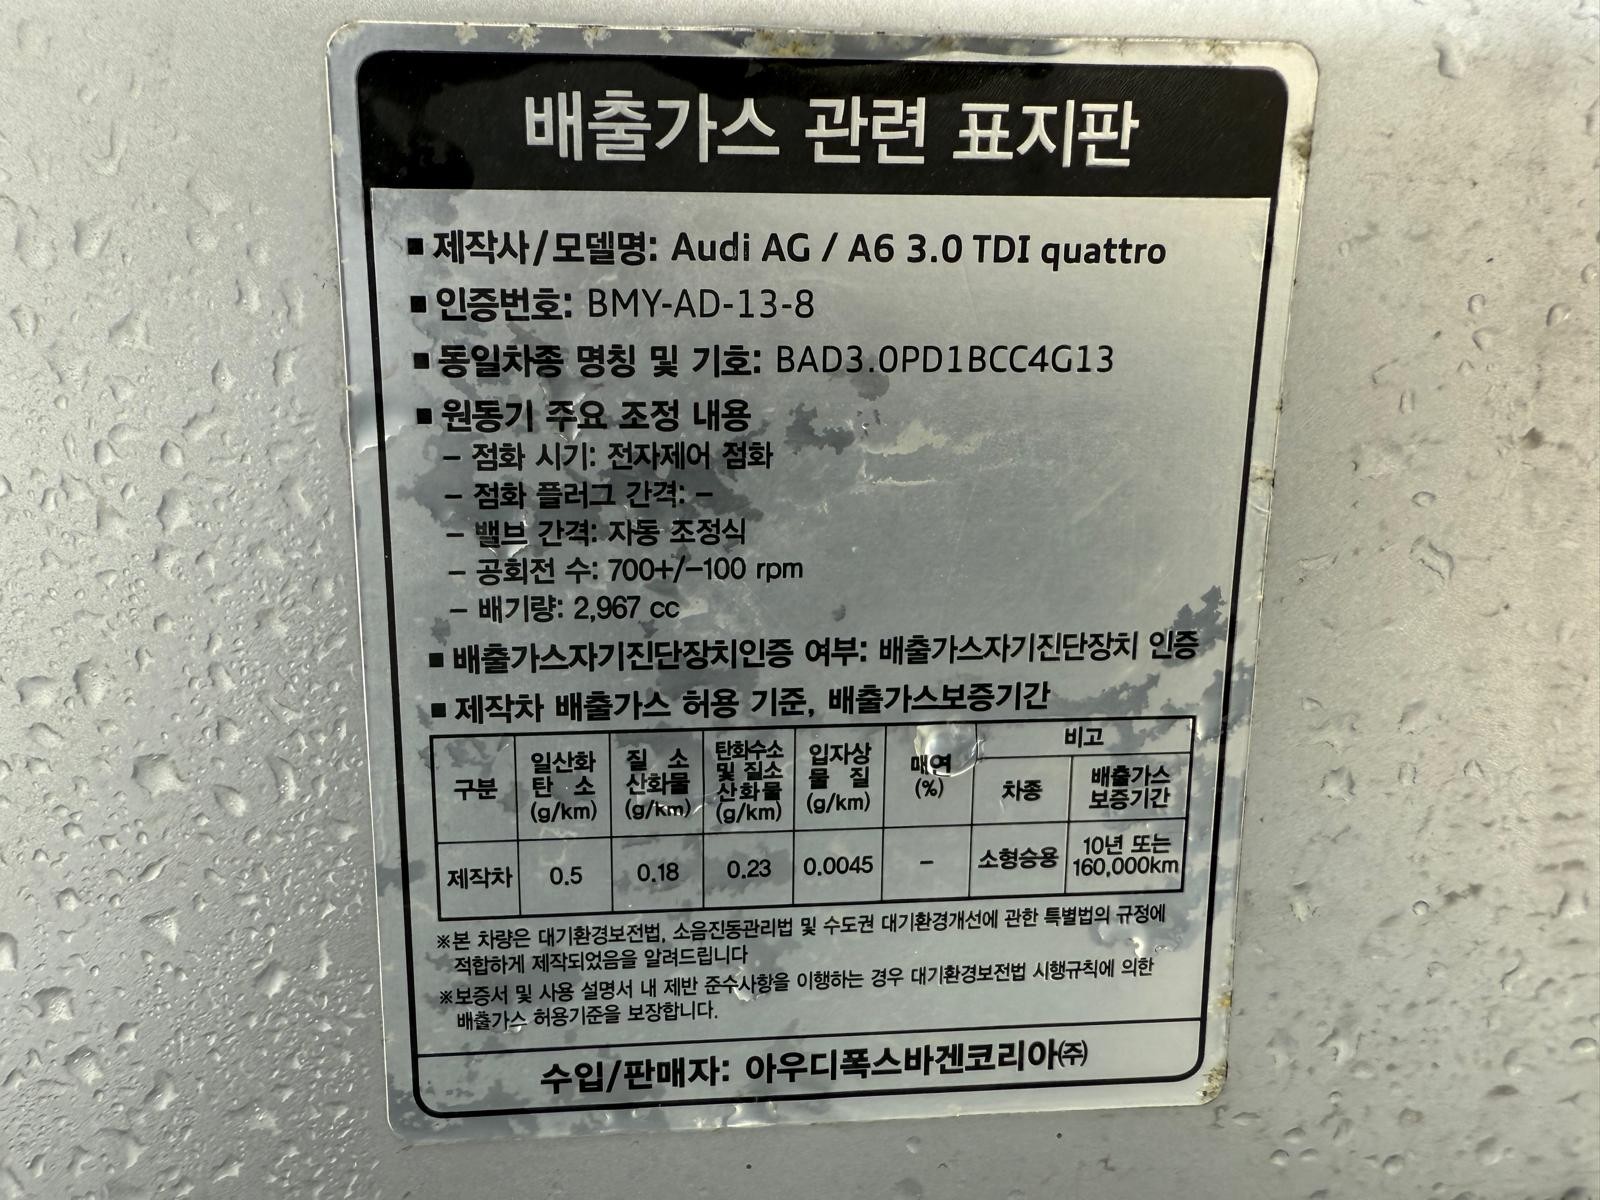 배출가스 관련 표지판
■ 제작사/모델명: Audi AG / A6 3.0 TDI quattro
■ 인증번호: BMY-AD-13-8
■ 동일차종 명칭 및 기호: BAD3.0PD1BCC4G13
■ 원동기 주요 조정 내용
– 점화 시기: 전자제어 점화
– 점화 플러그 간격: –
– 밸브 간격: 자동 조정식
– 공회전 수: 700+/–100 rpm
– 배기량: 2,967 cc
■ 배출가스자기진단장치인증 여부: 배출가스자기진단장치 인증
■ 제작차 배출가스 허용 기준, 배출가스보증기간
구분
일산화
탄 소
(g/km)
질 소
산화물
(g/km)
탄화수소
및 질소
산화물
(g/km)
입자상
물 질
(g/km)
매연
(%)
비고
차종
배출가스
보증기간
제작차 0.5 0.18 0.23 0.0045 – 소형승용
10년 또는
160,000km
※본 차량은 대기환경보전법, 소음진동관리법 및 수도권 대기환경개선에 관한 특별법의 규정에
적합하게 제작되었음을 알려드립니다
※보증서 및 사용 설명서 내 제반 준수사항을 이행하는 경우 대기환경보전법 시행규칙에 의한
배출가스 허용기준을 보장합니다.
수입/판매자: 아우디폭스바겐코리아㈜